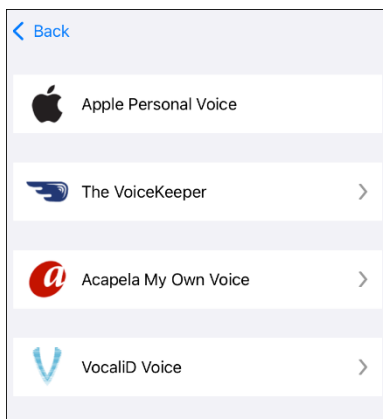 Back
Apple Personal Voice
The VoiceKeeper
Acapela My Own Voice
VocaliD Voice